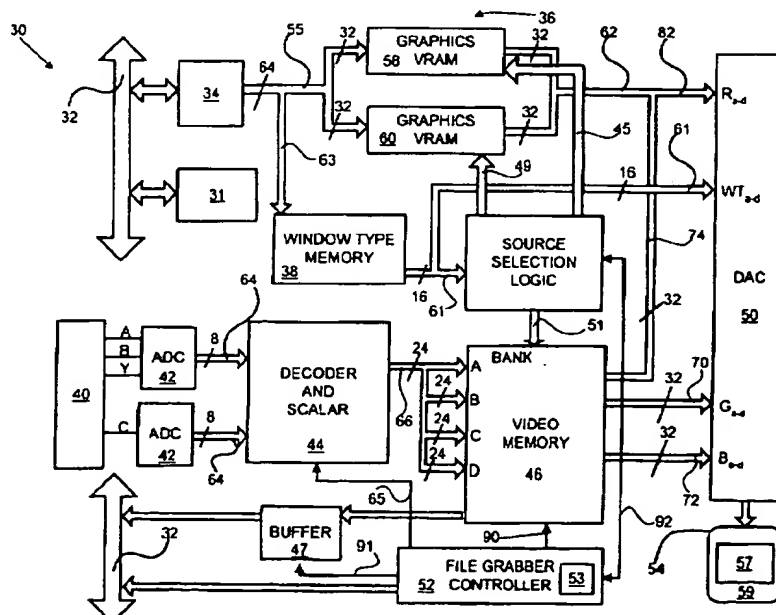 30
55
36
62
82
32
GRAPHICS
VRAM
58
32
64
34
32
R a-d
32
GRAPHICS
VRAM
60
32
45
63
49
61
16
WT a-d
31
WINDOW TYPE
MEMORY
38
SOURCE
SELECTION
LOGIC
74
16
61
DAC
50
64
51
32
A
B
Y
ADC
42
8
DECODER
AND
SCALAR
44
24
66
BANK
A
B
C
D
24
24
24
VIDEO
MEMORY
46
32
70
G a-d
40
C
ADC
42
8
64
32
B a-d
72
65
32
BUFFER
47
90
92
91
FILE GRABBER
CONTROLLER
52
53
54
57
59